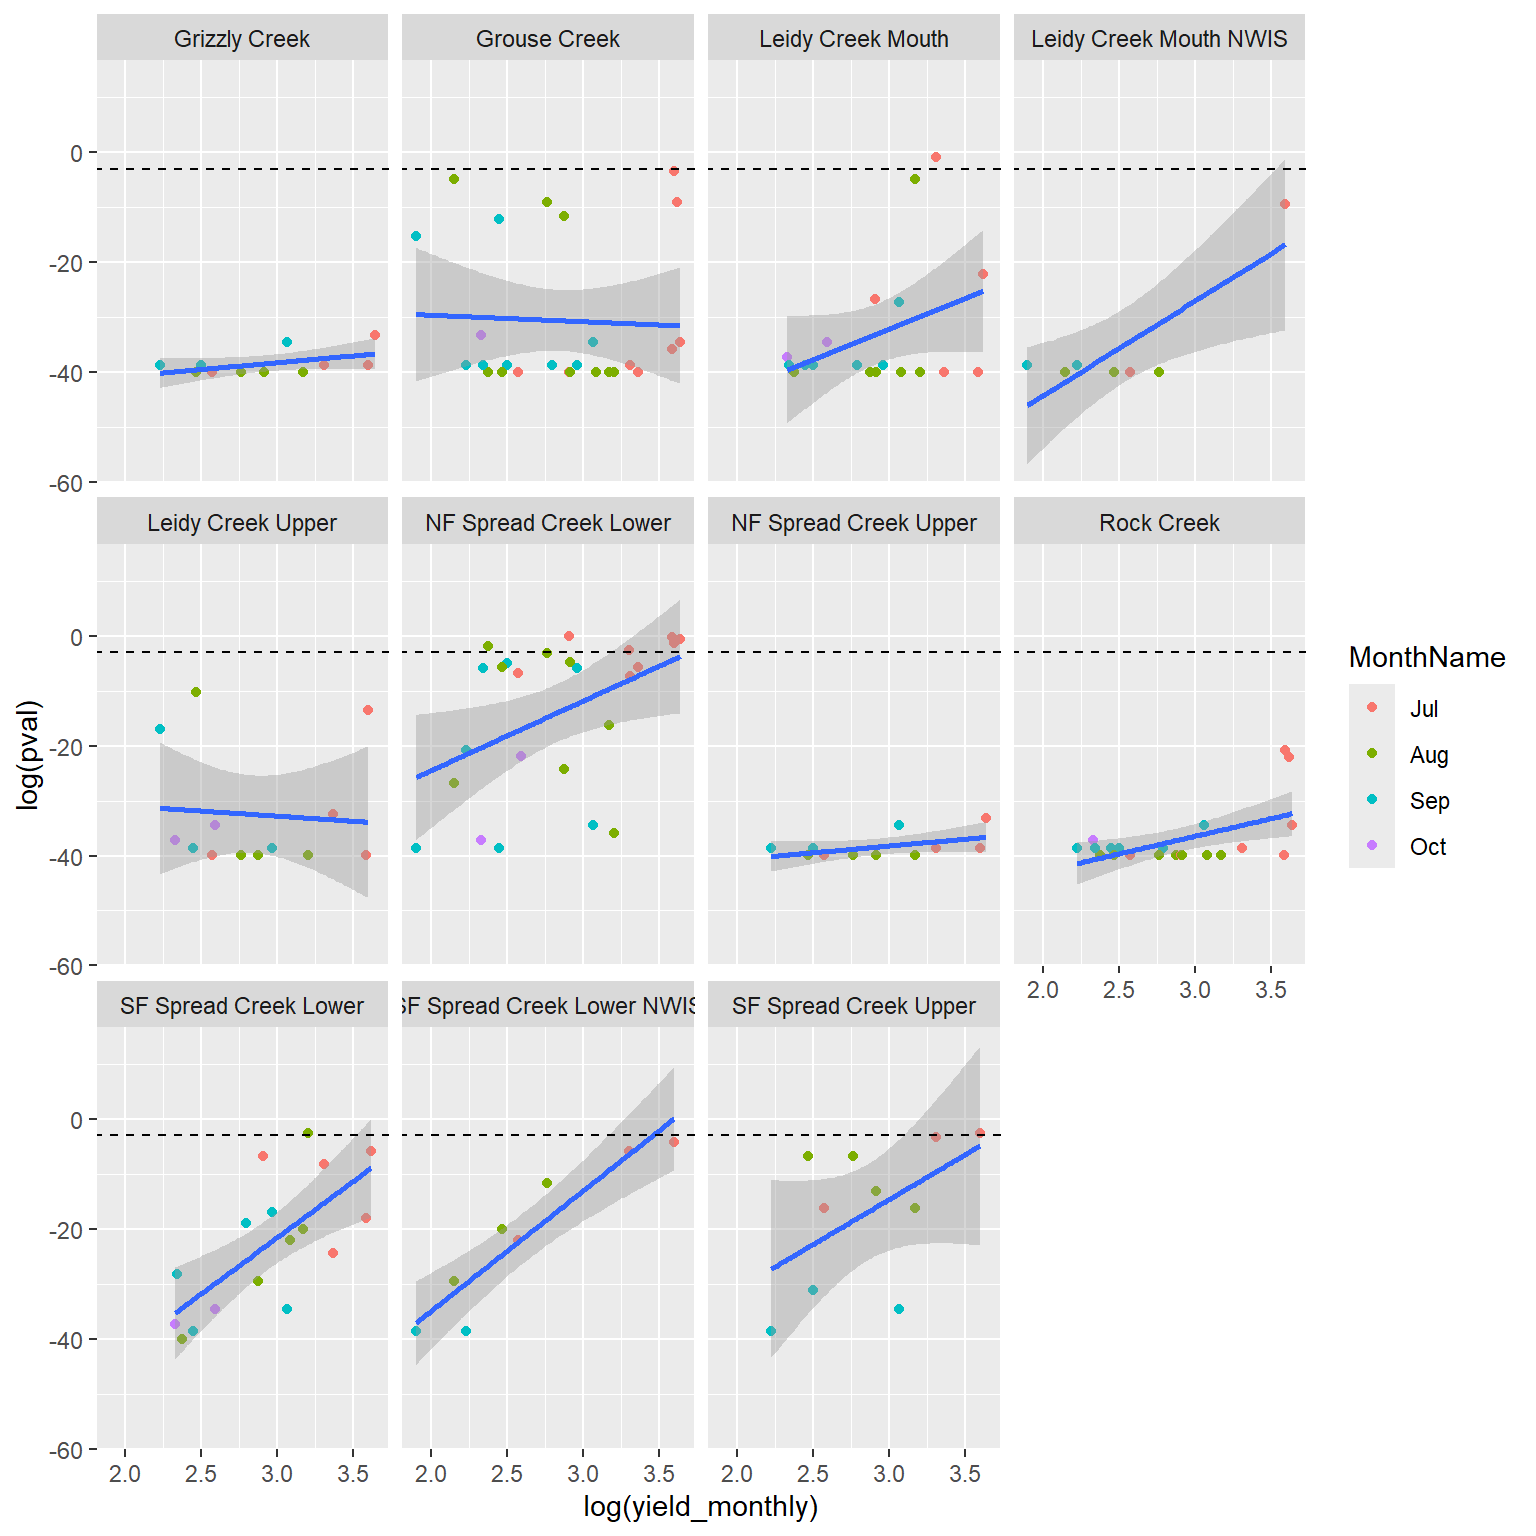 Grizzly Creek
Grouse Creek
Leidy Creek Mouth
Leidy Creek Mouth NWIS
0
-20
-40
-60
Leidy Creek Upper
NF Spread Creek Lower
NF Spread Creek Upper
Rock Creek
0
-20
-40
-60
2.0 2.5 3.0 3.5
SF Spread Creek Lower
SF Spread Creek Lower NWIS
SF Spread Creek Upper
0
-20
-40
-60
2.0 2.5 3.0 3.5
2.0 2.5 3.0 3.5
2.0 2.5 3.0 3.5
log(yield_monthly)
log(pval)
MonthName
Jul
Aug
Sep
Oct